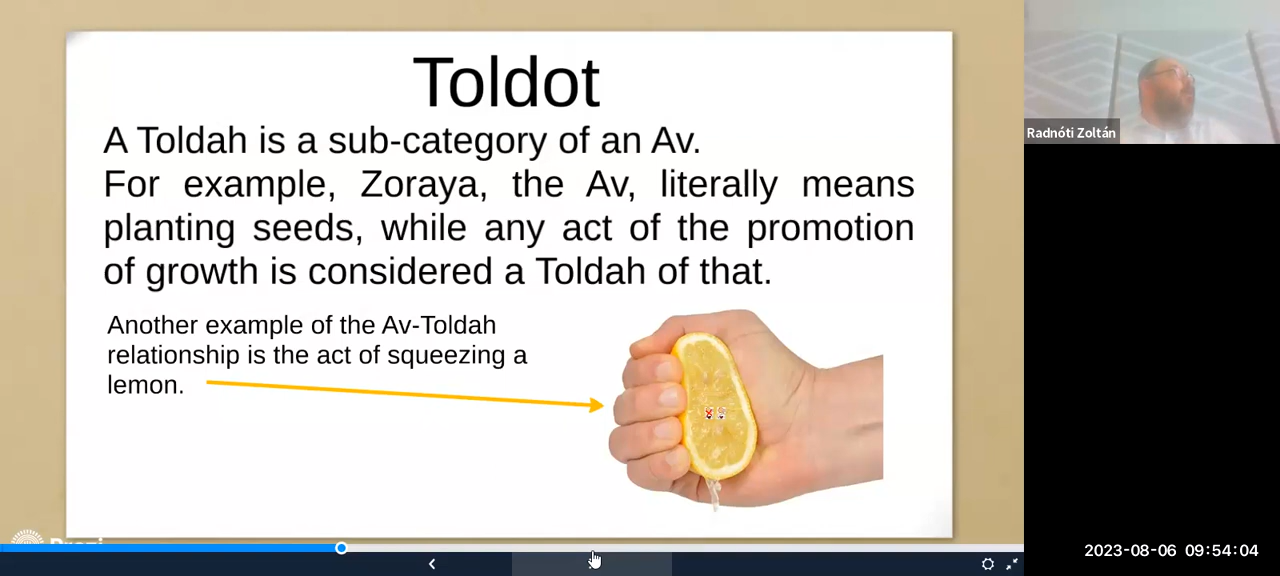 Toldot
A Toldah is a sub-category of an Av.
For example, Zoraya, the Av, literally means
planting seeds, while any act of the promotion
of growth is considered a Toldah of that.
Another example of the Av-Toldah
relationship is the act of squeezing a
lemon.
Radnóti Zoltán
Prezi
2023-08-06 09:54:04